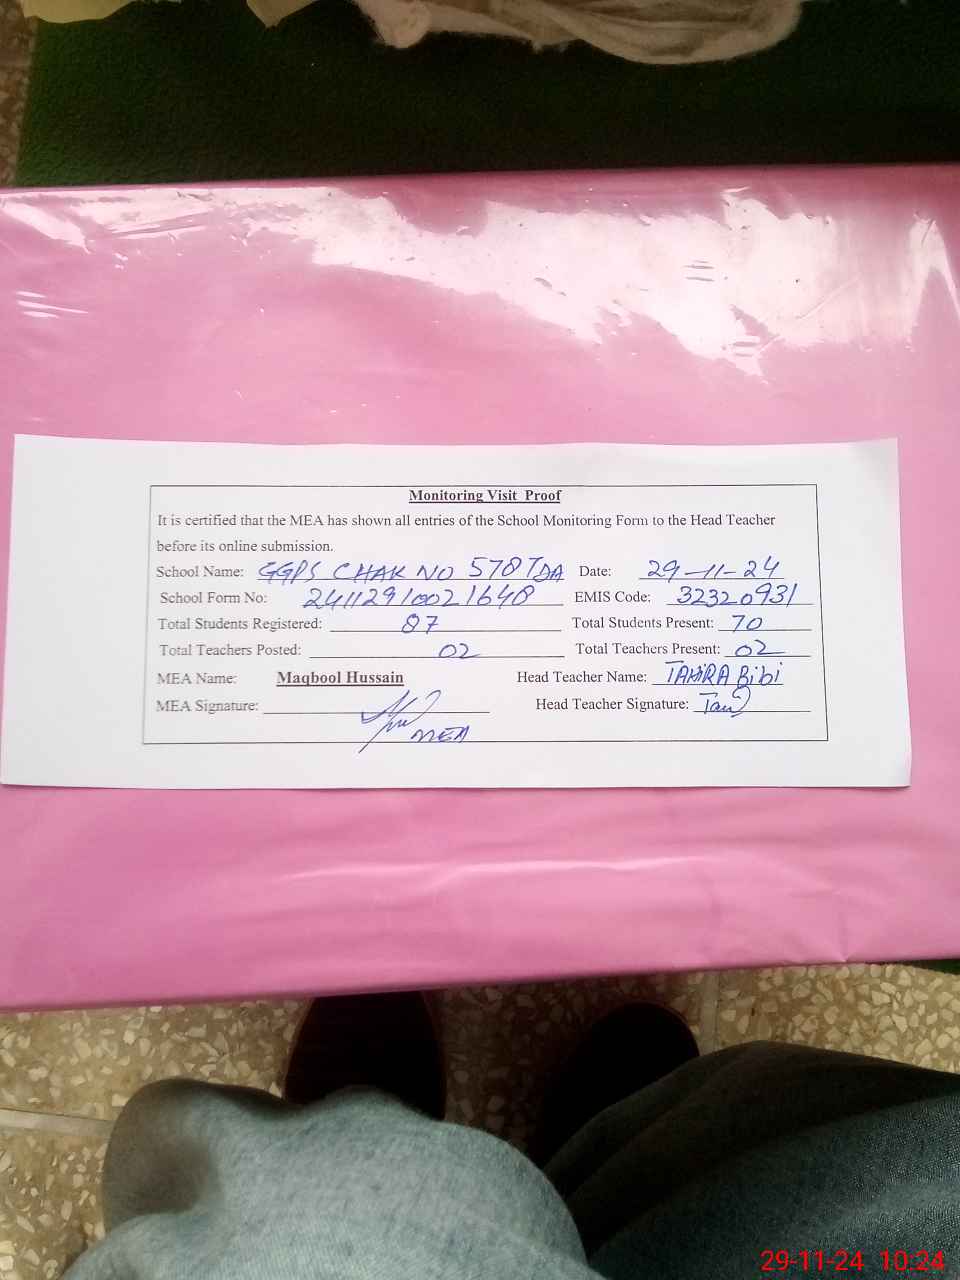 Monitoring Visit Proof
It is certified that the MEA has shown all entries of the School Monitoring Form to the Head Teacher
before its online submission.
School Name: GGPS CHAK NO 578TDA Date: 29-11-24
School Form No: 24112910021648 EMIS Code: 32320931
Total Students Registered: 87 Total Students Present: 70
Total Teachers Posted: 02 Total Teachers Present: 02
MEA Name: Maqbool Hussain Head Teacher Name: TAHIRA Bibi
MEA Signature: Head Teacher Signature:
MEA
29-11-24 10:24